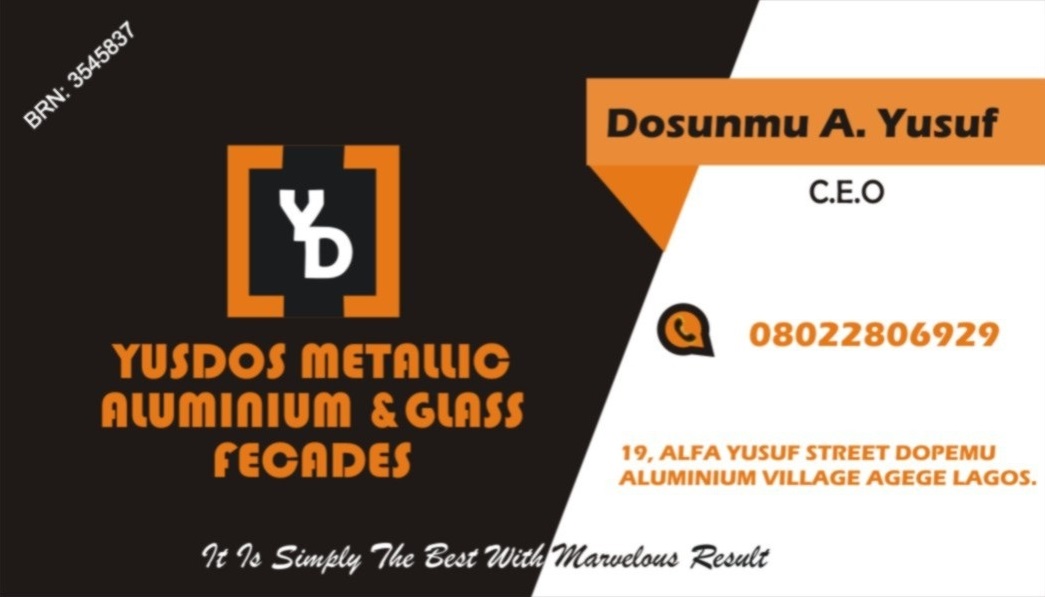 BRN: 3545837
YD
YUSDOS METALLIC
ALUMINIUM & GLASS
FECADES
Dosunmu A. Yusuf
C.E.O
08022806929
19, ALFA YUSUF STREET DOPEMU
ALUMINIUM VILLAGE AGEGE LAGOS.
It Is Simply The Best With Marvelous Result